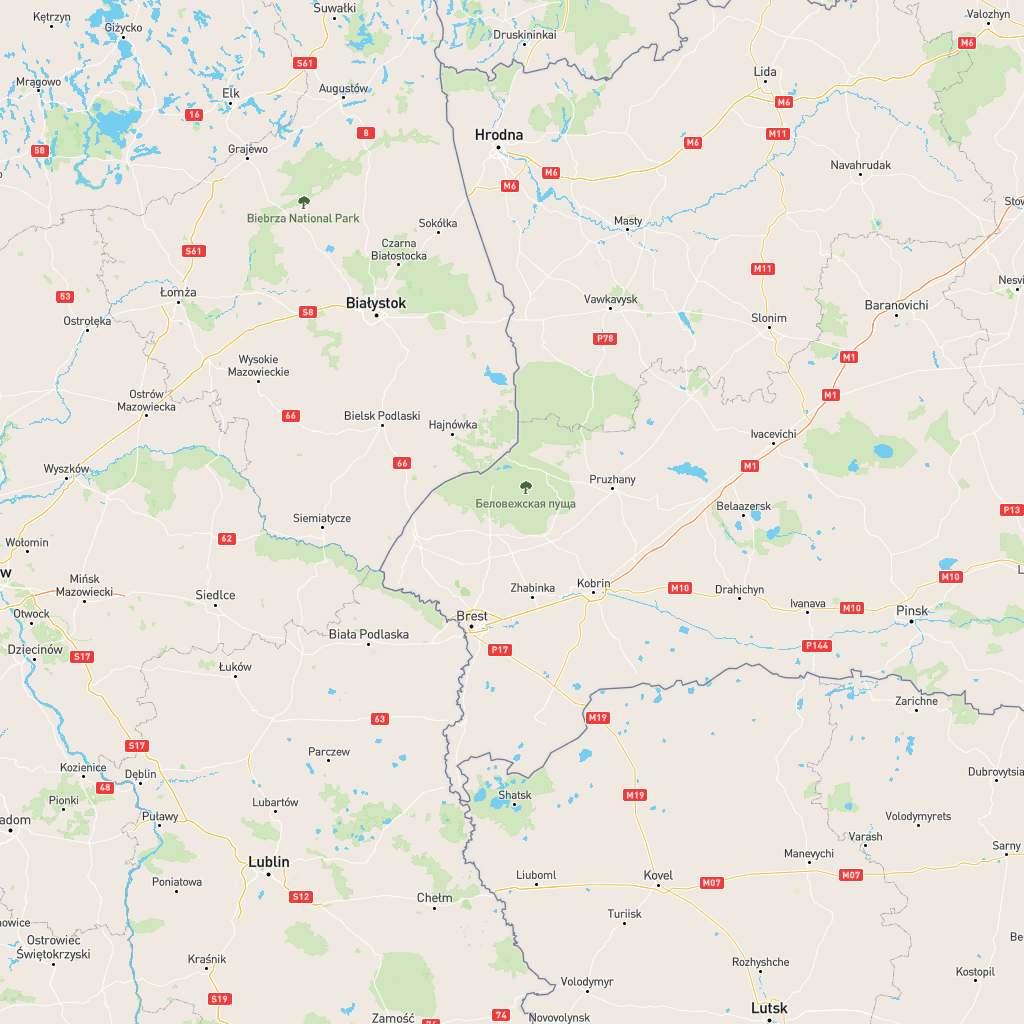 Kętrzyn
Suwałki
Valozhyn
Giżycko
Druskininkai
M6
S61
Lida
Mrągowo
Ełk
Augustów
M6
16
8
Hrodna
M11
58
Grajewo
M6
Navahrudak
M6
M6
Biebrza National Park
Sokółka
Masty
Czarna
Białostocka
S61
M11
Nesvi
53
Łomża
Białystok
Vawkavysk
Baranovichi
S8
Slonim
Ostrołęka
P78
Wysokie
Mazowieckie
M1
Ostrów
Mazowiecka
M1
66
Bielsk Podlaski
Hajnówka
Ivacevichi
66
M1
Wyszków
Pruzhany
Беловежская пуща
Belaazersk
P13
Siemiatycze
Wołomin
62
w
M10
Mińsk
Mazowiecki
Siedlce
Zhabinka
Kobrin
M10
Drahichyn
Ivanava
M10
Otwock
Brest
Pinsk
Biała Podlaska
Dziecinów
S17
P17
P144
Łuków
Zarichne
63
M19
S17
Parczew
Kozienice
Dęblin
Dubrovytsia
48
M19
Shatsk
Pionki
Lubartów
Puławy
Volodymyrets
adom
Varash
Sarny
Lublin
Manevychi
Poniatowa
Liuboml
Kovel
M07
M07
S12
Chełm
Turiisk
nowice
Ostrowiec
Świętokrzyski
Kraśnik
Rozhyshche
Kostopil
Volodymyr
S19
Zamość
74
Novovolynsk
Lutsk